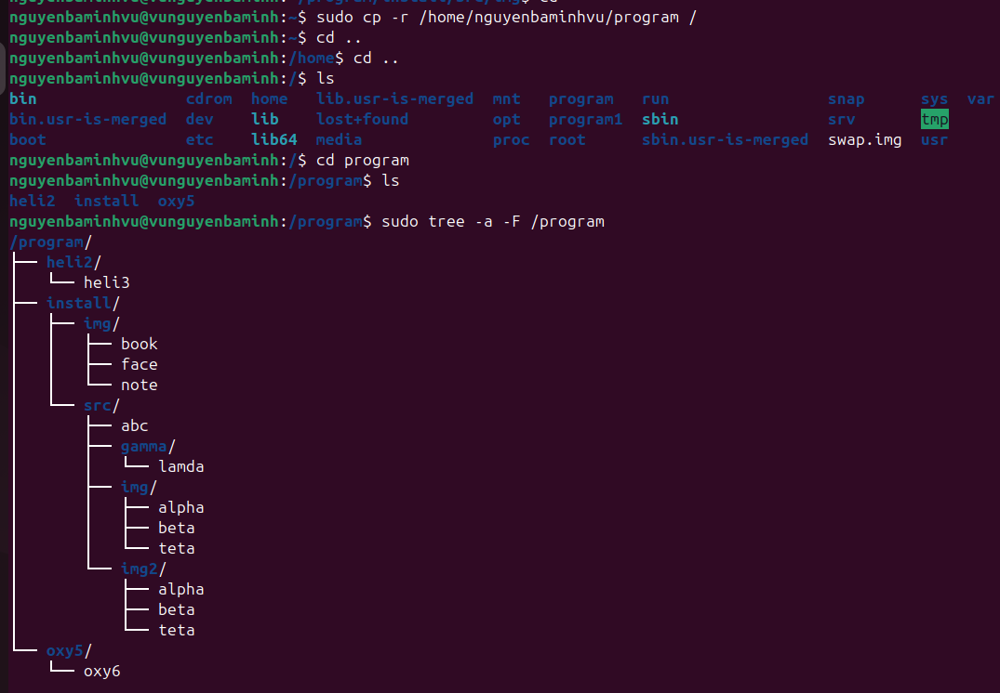 nguyenbaminhvu@vunguyenbaminh:~$ sudo cp -r /home/nguyenbaminhvu/program /
nguyenbaminhvu@vunguyenbaminh:~$ cd ..
nguyenbaminhvu@vunguyenbaminh:/home$ cd ..
nguyenbaminhvu@vunguyenbaminh:/$ ls
bin                cdrom  home   lib.usr-is-merged  mnt   program   run                 snap      sys  var
bin.usr-is-merged  dev    lib    lost+found         opt   program1  sbin                srv       tmp
boot               etc    lib64  media              proc  root      sbin.usr-is-merged  swap.img  usr
nguyenbaminhvu@vunguyenbaminh:/$ cd program
nguyenbaminhvu@vunguyenbaminh:/program$ ls
heli2  install  oxy5
nguyenbaminhvu@vunguyenbaminh:/program$ sudo tree -a -F /program
/program/
├── heli2/
│   └── heli3
├── install/
│   ├── img/
│   │   ├── book
│   │   ├── face
│   │   └── note
│   └── src/
│       ├── abc
│       ├── gamma/
│       │   └── lamda
│       ├── img/
│       │   ├── alpha
│       │   ├── beta
│       │   └── teta
│       └── img2/
│           ├── alpha
│           ├── beta
│           └── teta
└── oxy5/
    └── oxy6